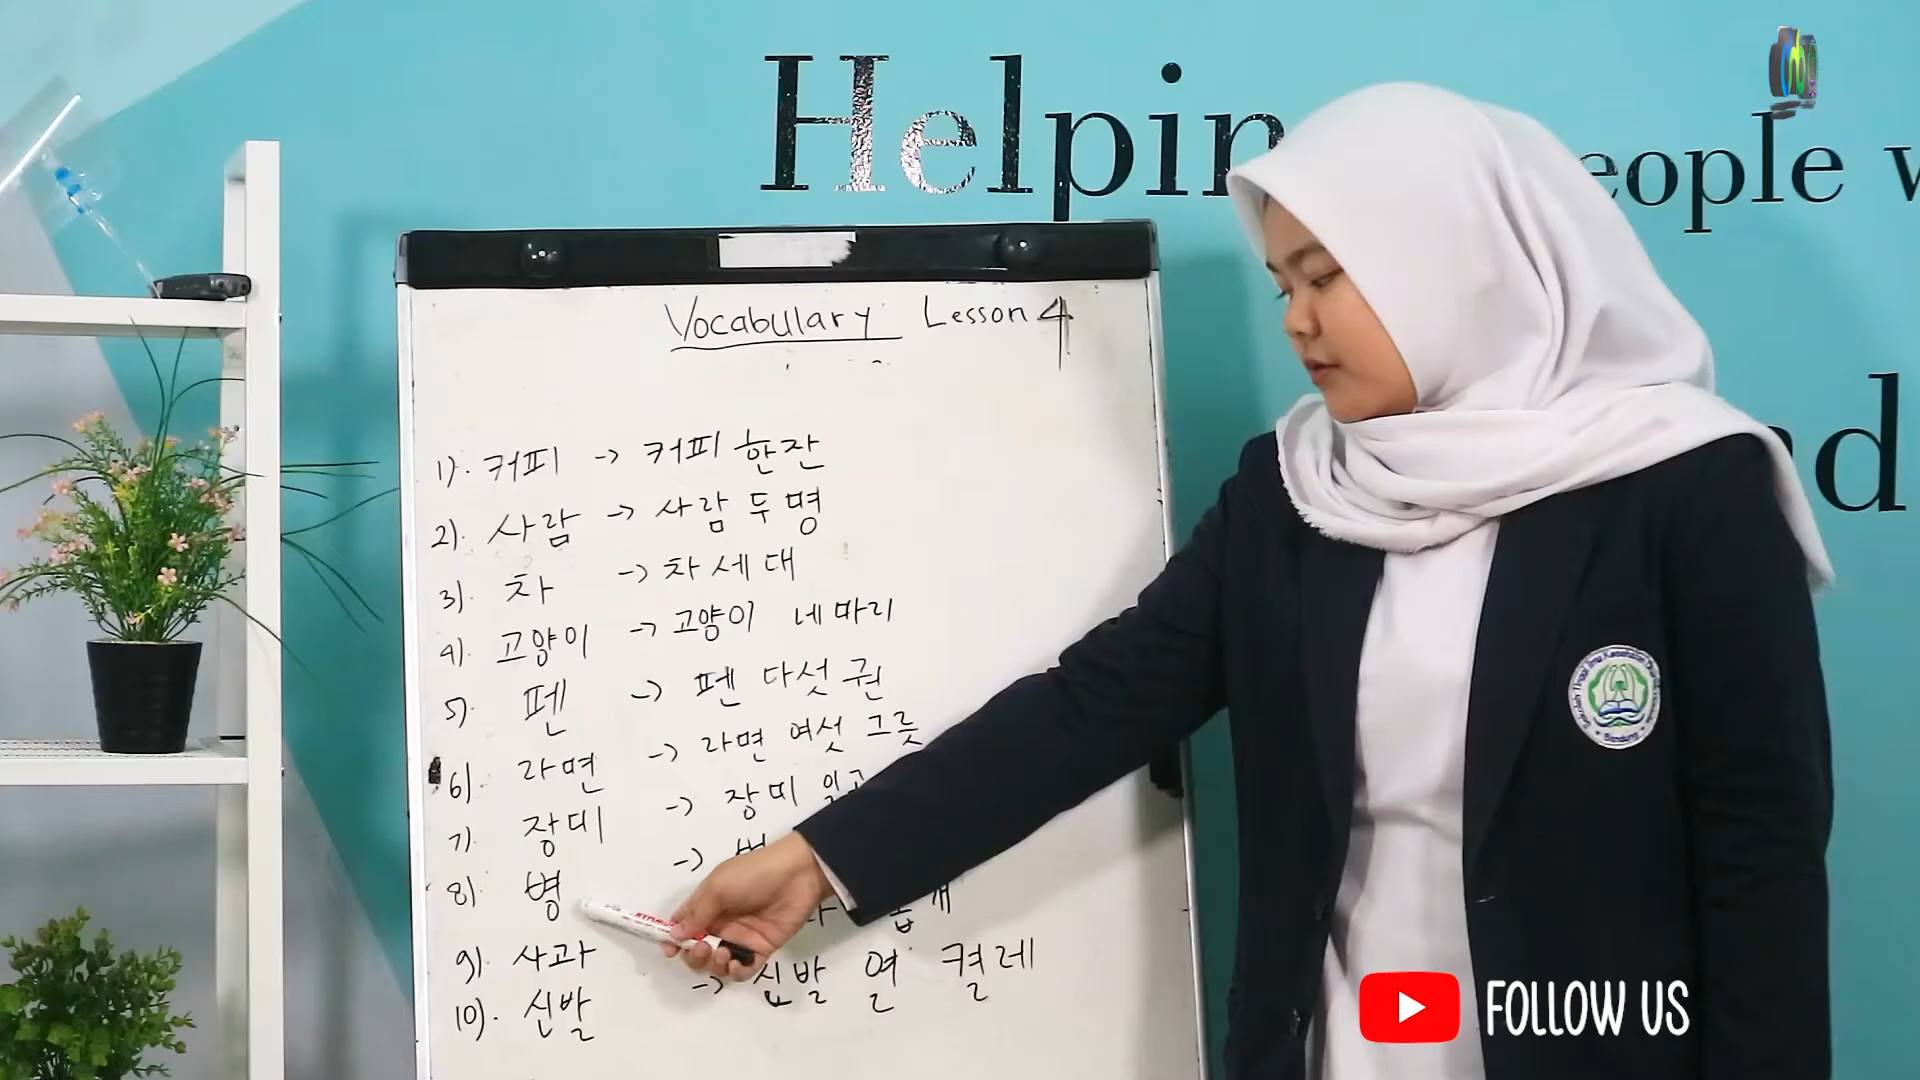 Helpin eople w
d
Vocabulary Lesson 4
1). 커피 -> 커피 한잔
2). 사람 -> 사람 두 명
3). 차 -> 차 세 대
4). 고양이 -> 고양이 네 마리
5). 펜 -> 펜 다섯 권
6). 라면 -> 라면 여섯 그릇
7). 장미 -> 장미
8). 병 ->
9). 사과 개
10). 신발 -> 신발 열 켤레
Bandung
FOLLOW US